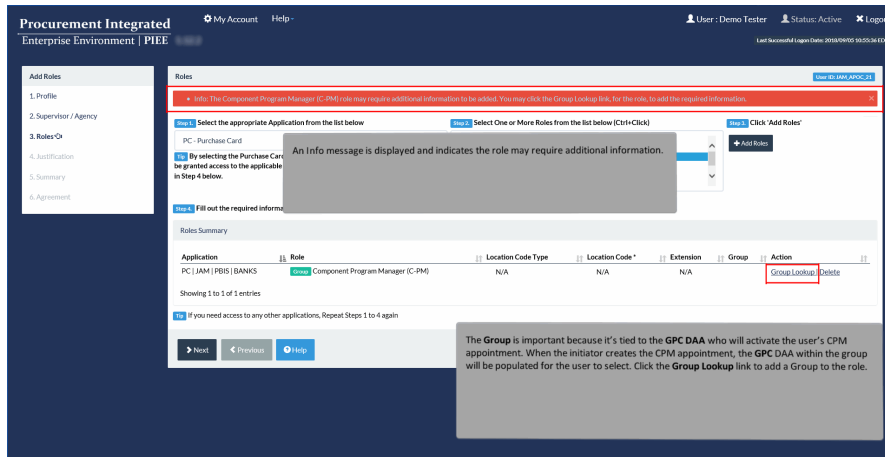 Procurement Integrated
Enterprise Environment | PIEE
My Account
Help
User : Demo Tester
Status: Active
Logou
Last Successful Logon Date: 2018/09/05 10:55:36 ED
Add Roles
1. Profile
2. Supervisor / Agency
3. Roles
4. Justification
5. Summary
6. Agreement
Roles
User ID: JAM_APOC_21
Info: The Component Program Manager (C-PM) role may require additional information to be added. You may click the Group Lookup link, for the role, to add the required information.
Step 1. Select the appropriate Application from the list below
PC - Purchase Card
Tip By selecting the Purchase Card
be granted access to the applicable
in Step 4 below.
Step 2. Select One or More Roles from the list below (Ctrl+Click)
Step 3. Click 'Add Roles'
Add Roles
An Info message is displayed and indicates the role may require additional information.
Step 4. Fill out the required informa
Roles Summary
Application Role Location Code Type Location Code * Extension Group Action
PC | JAM | PBIS | BANKS Group Component Program Manager (C-PM) N/A N/A N/A Group Lookup | Delete
Showing 1 to 1 of 1 entries
Tip If you need access to any other applications, Repeat Steps 1 to 4 again
Next
Previous
Help
The Group is important because it's tied to the GPC DAA who will activate the user's CPM
appointment. When the initiator creates the CPM appointment, the GPC DAA within the group
will be populated for the user to select. Click the Group Lookup link to add a Group to the role.